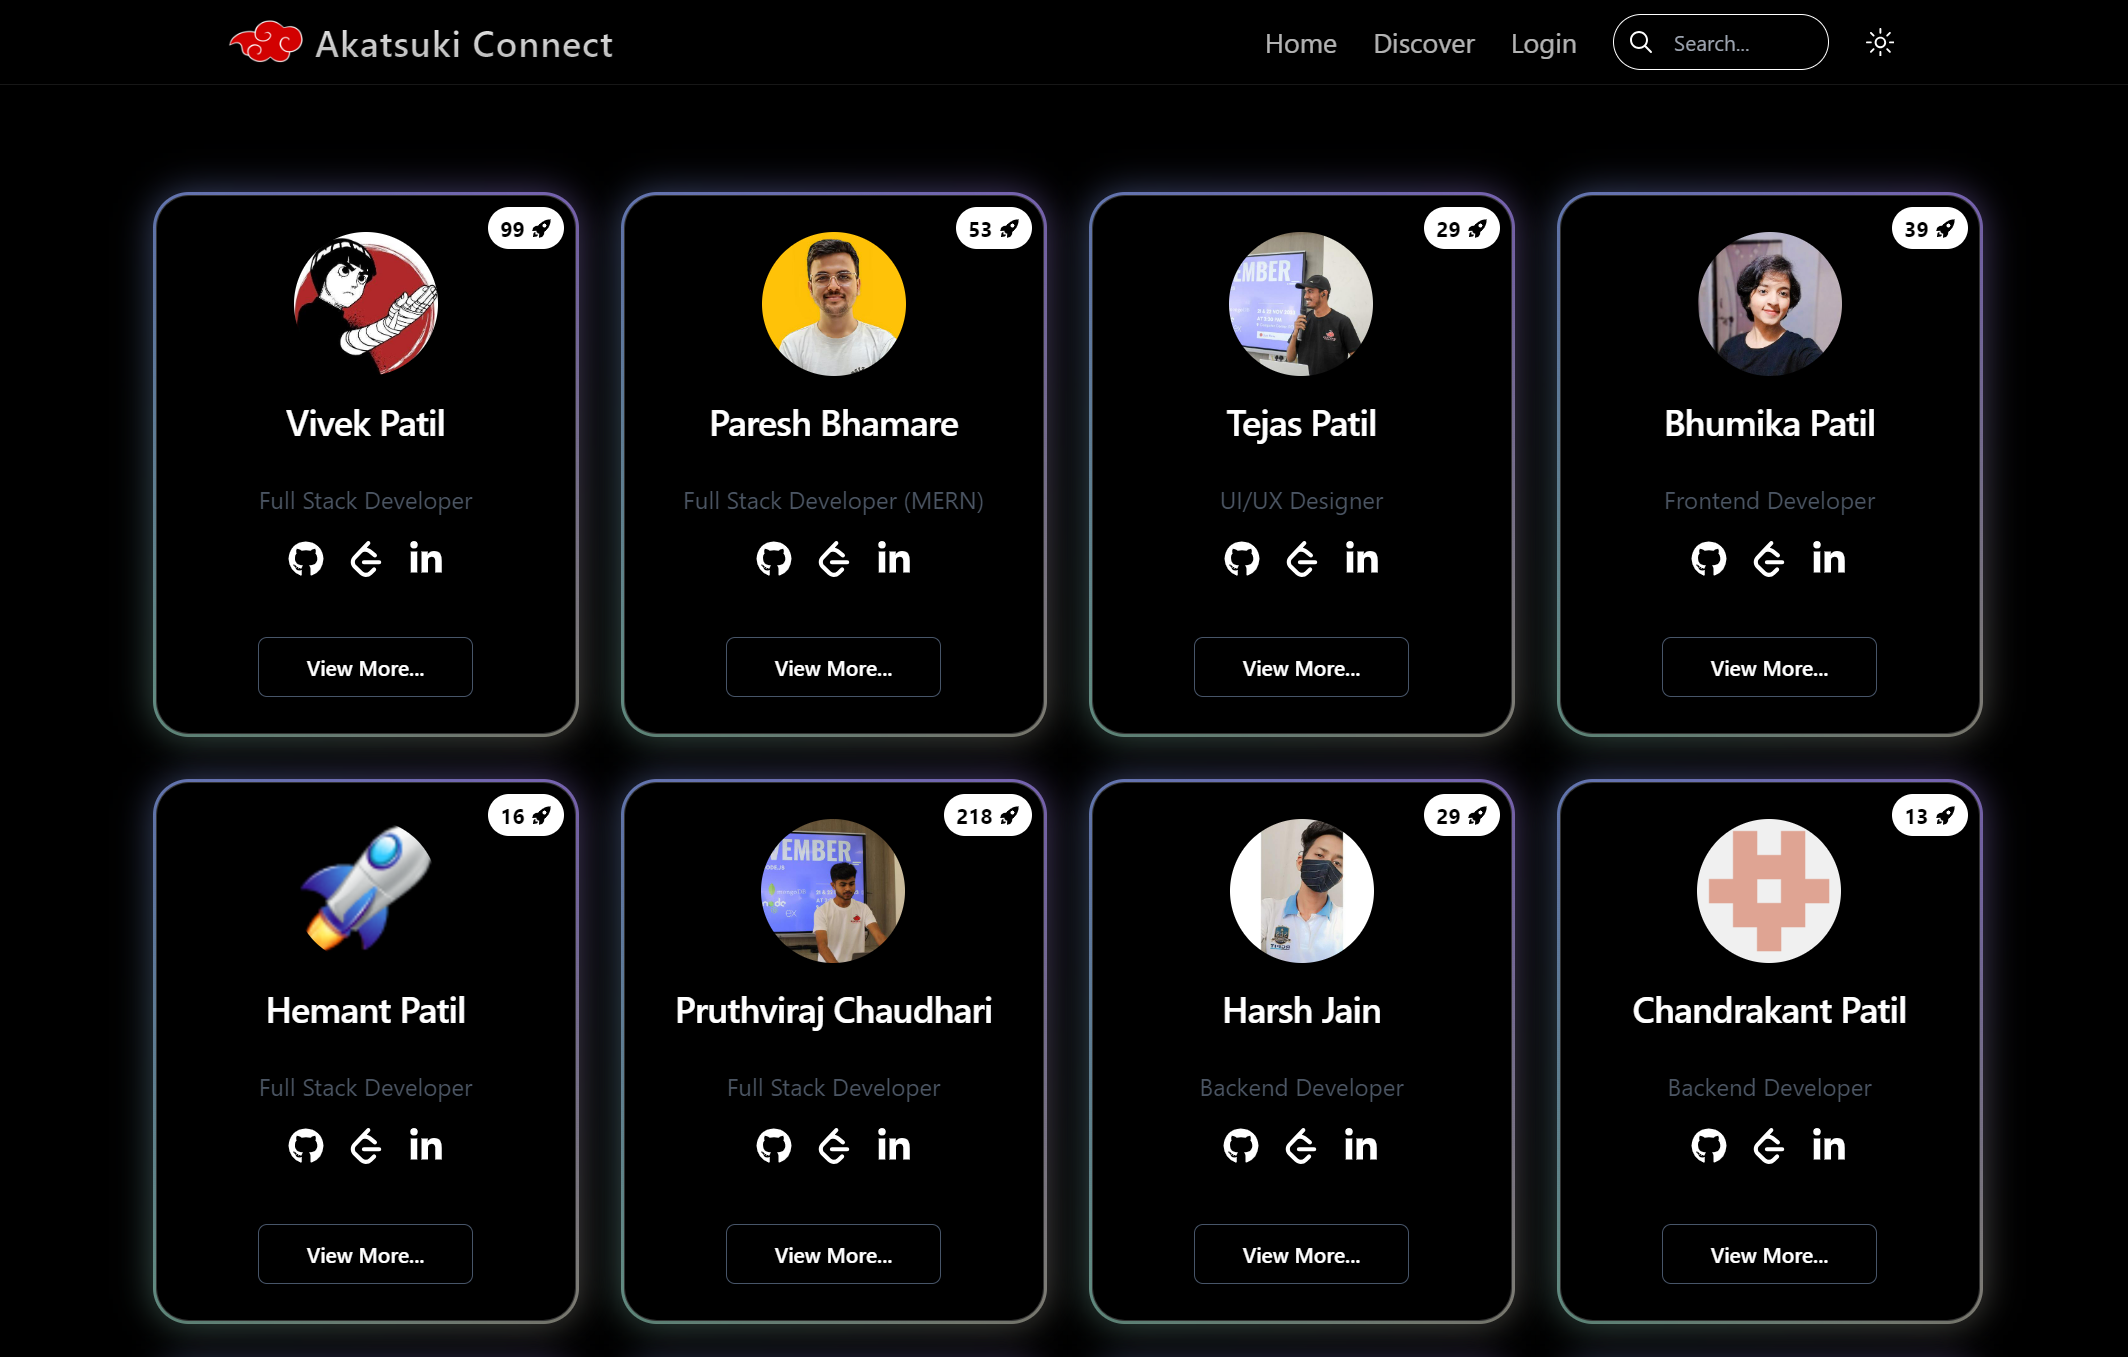 Akatsuki Connect
Home
Discover
Login
Search...
99
Vivek Patil
Full Stack Developer
in
View More...
53
Paresh Bhamare
Full Stack Developer (MERN)
in
View More...
EMBER
29
Tejas Patil
UI/UX Designer
in
View More...
39
Bhumika Patil
Frontend Developer
in
View More...
16
Hemant Patil
Full Stack Developer
in
View More...
VEMBER
218
Pruthviraj Chaudhari
Full Stack Developer
in
View More...
29
Harsh Jain
Backend Developer
in
View More...
13
Chandrakant Patil
Backend Developer
in
View More...